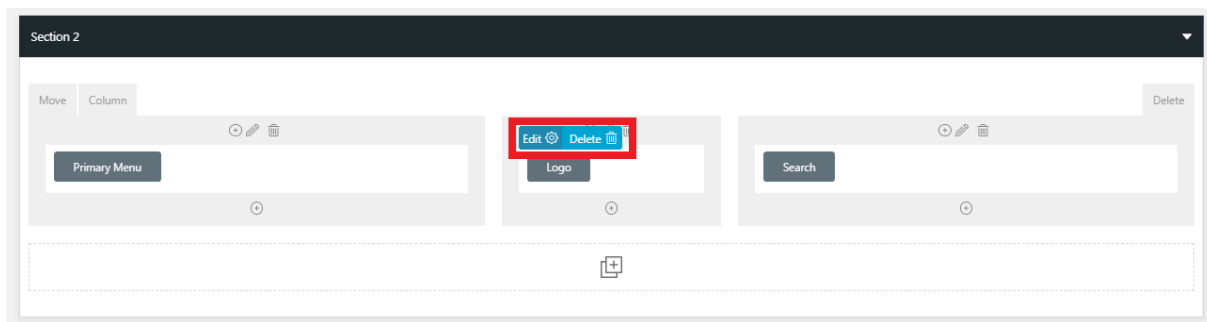 Section 2
Move Column Delete
Edit Delete
Primary Menu Logo Search